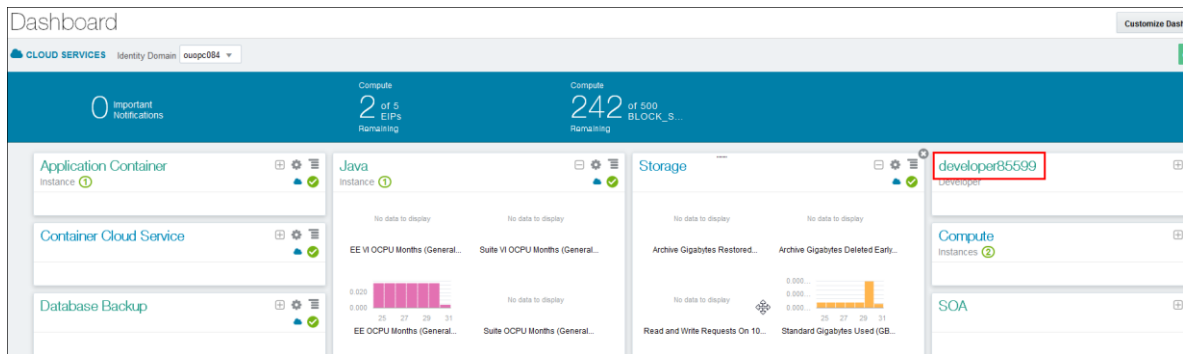 Dashboard
Customize Dash
CLOUD SERVICES Identity Domain ouopc084
0 Important Notifications
Compute
2 of 5 EIPs
Remaining
Compute
242 of 500 BLOCK_S...
Remaining
Application Container
Instance 1
Container Cloud Service
Database Backup
Java
Instance 1
No data to display No data to display
EE VI OCPU Months (General... Suite VI OCPU Months (General...
0.020
0.000
25 27 29 31
No data to display
EE OCPU Months (General... Suite OCPU Months (General...
Storage
No data to display No data to display
Archive Gigabytes Restored... Archive Gigabytes Deleted Early...
No data to display
0.000...
0.000...
0.000...
25 27 29 31
Read and Write Requests On 10... Standard Gigabytes Used (GB...
developer85599
Developer
Compute
Instances 2
SOA